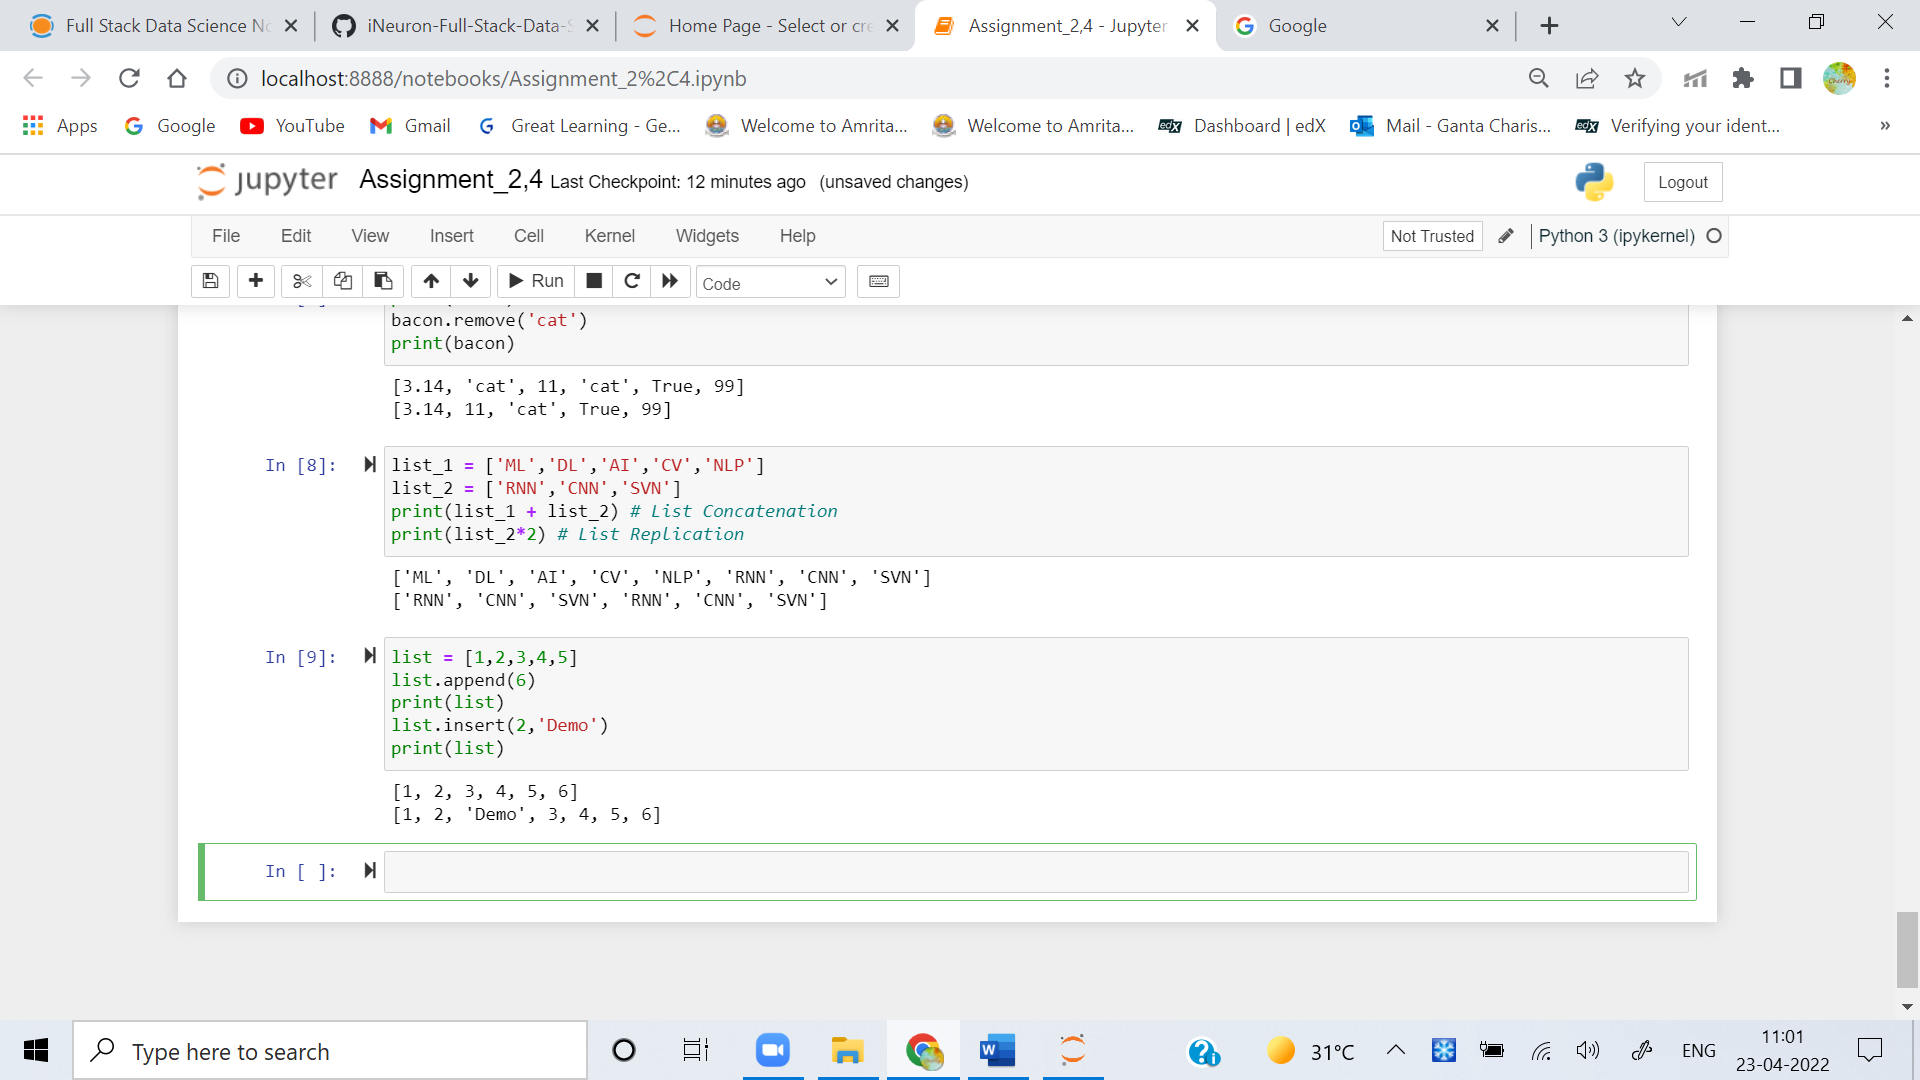 Full Stack Data Science No
iNeuron-Full-Stack-Data-S
Home Page - Select or cre
Assignment_2,4 - Jupyter
Google
localhost:8888/notebooks/Assignment_2%2C4.ipynb
Apps
Google
YouTube
Gmail
Great Learning - Ge...
Welcome to Amrita...
Welcome to Amrita...
edX
Dashboard | edX
Mail - Ganta Charis...
edX
Verifying your ident...
»
jupyter Assignment_2,4 Last Checkpoint: 12 minutes ago (unsaved changes)
Logout
File Edit View Insert Cell Kernel Widgets Help
Not Trusted
Python 3 (ipykernel)
Run
Code
bacon.remove('cat')
print(bacon)
[3.14, 'cat', 11, 'cat', True, 99]
[3.14, 11, 'cat', True, 99]
In [8]:
list_1 = ['ML','DL','AI','CV','NLP']
list_2 = ['RNN','CNN','SVN']
print(list_1 + list_2) # List Concatenation
print(list_2*2) # List Replication
['ML', 'DL', 'AI', 'CV', 'NLP', 'RNN', 'CNN', 'SVN']
['RNN', 'CNN', 'SVN', 'RNN', 'CNN', 'SVN']
In [9]:
list = [1,2,3,4,5]
list.append(6)
print(list)
list.insert(2,'Demo')
print(list)
[1, 2, 3, 4, 5, 6]
[1, 2, 'Demo', 3, 4, 5, 6]
In [ ]:
Type here to search
31°C
ENG
11:01
23-04-2022